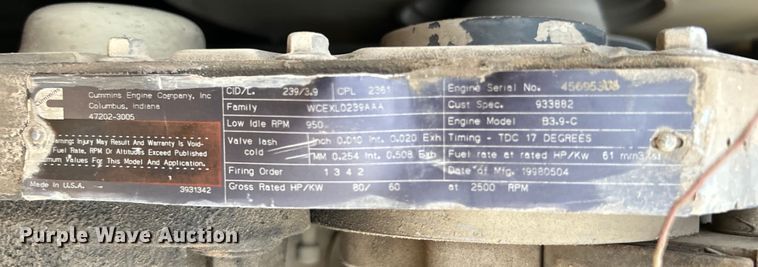 Cummins Engine Company, Inc
Columbus, Indiana
47202-3005
Warning: Injury May Result And Warranty Is Void-
Fuel Rate, RPM Or Altitudes Exceed Published
Maximum Values For This Model And Application.
Made in U.S.A. 3931342
CID/L. 239/3.9 CPL 2361
Family WCEXL0239AAA
Low Idle RPM 950
Valve lash cold Inch 0.010 Int. 0.020 Exh
MM 0.254 Int. 0.508 Exh
Firing Order 1 3 4 2
Gross Rated HP/KW 80/ 60 at 2500 RPM
Engine Serial No.
Cust Spec. 933882
Engine Model B3.9-C
Timing - TDC 17 DEGREES
Fuel rate at rated HP/KW 61 mm3/st
Date of Mfg. 19980504
Purple Wave Auction